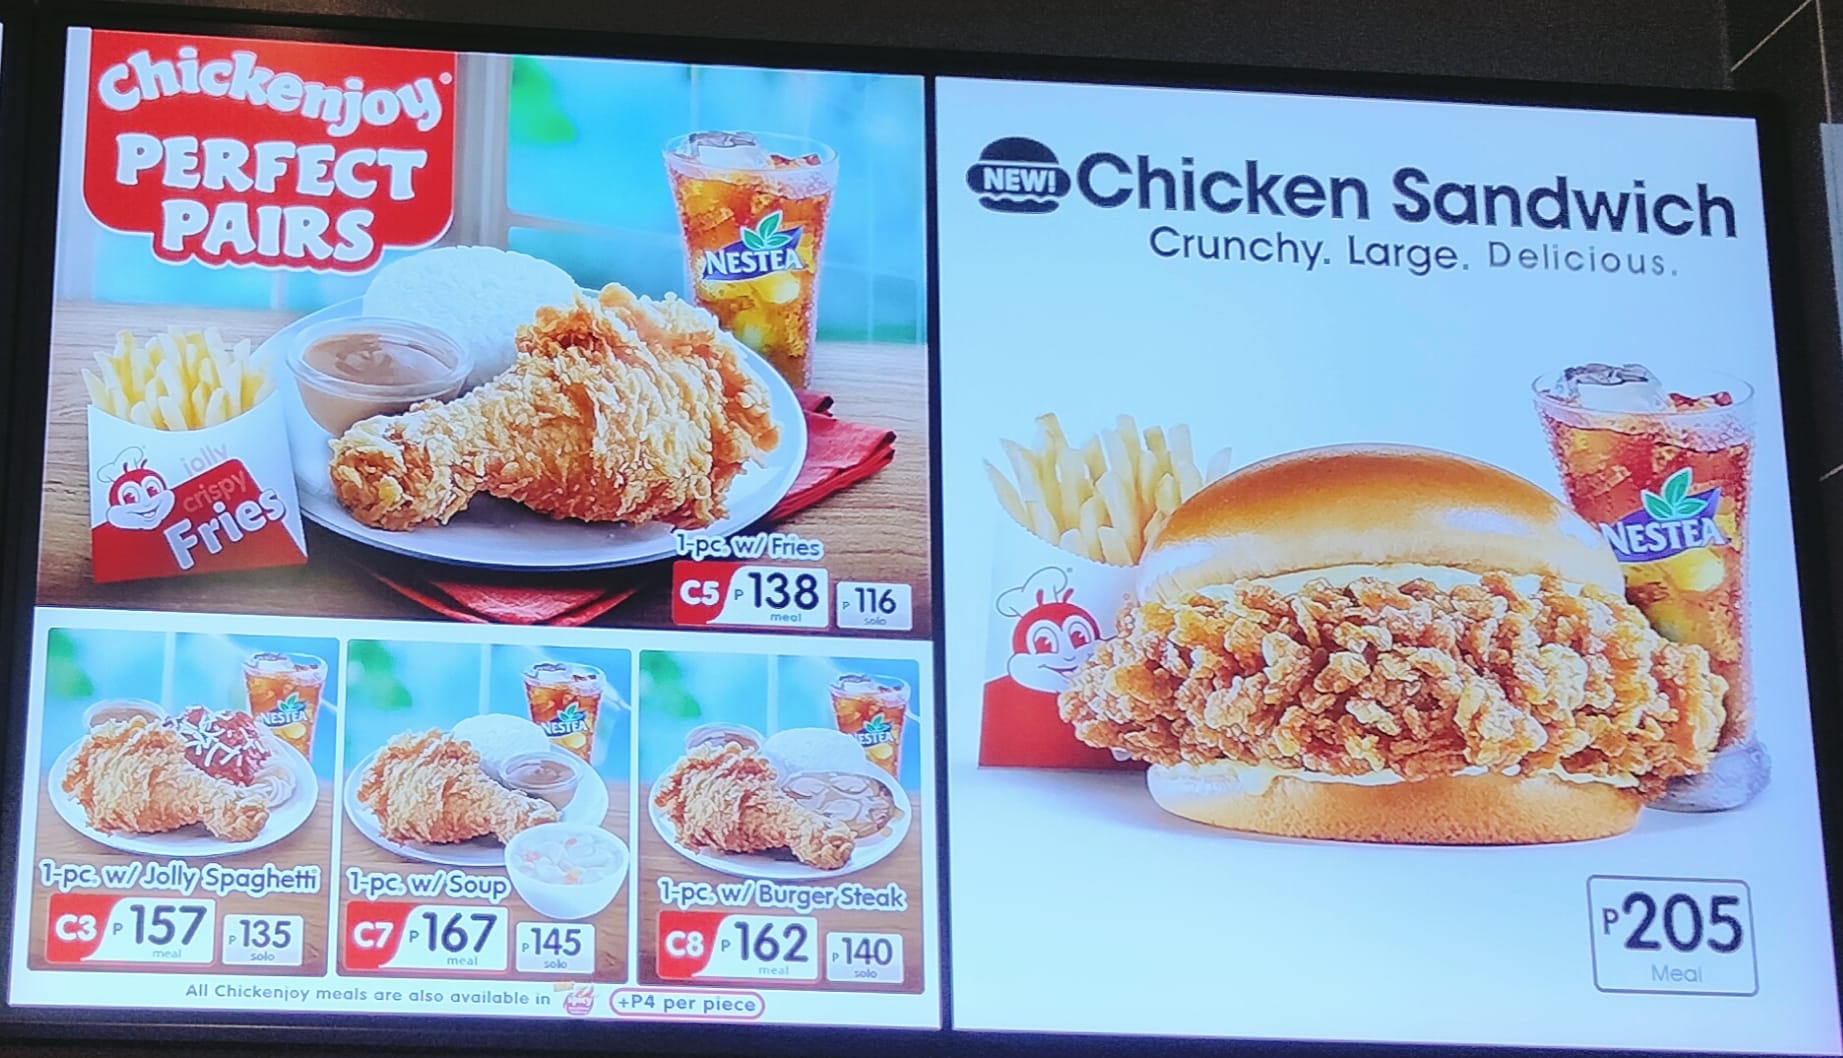 Chickenjoy
PERFECT
PAIRS
NESTEA
jolly
crispy
Fries
1-pc. w/ Fries
C5 P138 meal P116 solo
NESTEA
1-pc. w/ Jolly Spaghetti
C3 P157 meal P135 solo
NESTEA
1-pc. w/ Soup
C7 P167 meal P145 solo
NESTEA
1-pc. w/ Burger Steak
C8 P162 meal P140 solo
All Chickenjoy meals are also available in spicy +P4 per piece
NEW! Chicken Sandwich
Crunchy. Large. Delicious.
NESTEA
P205
Meal